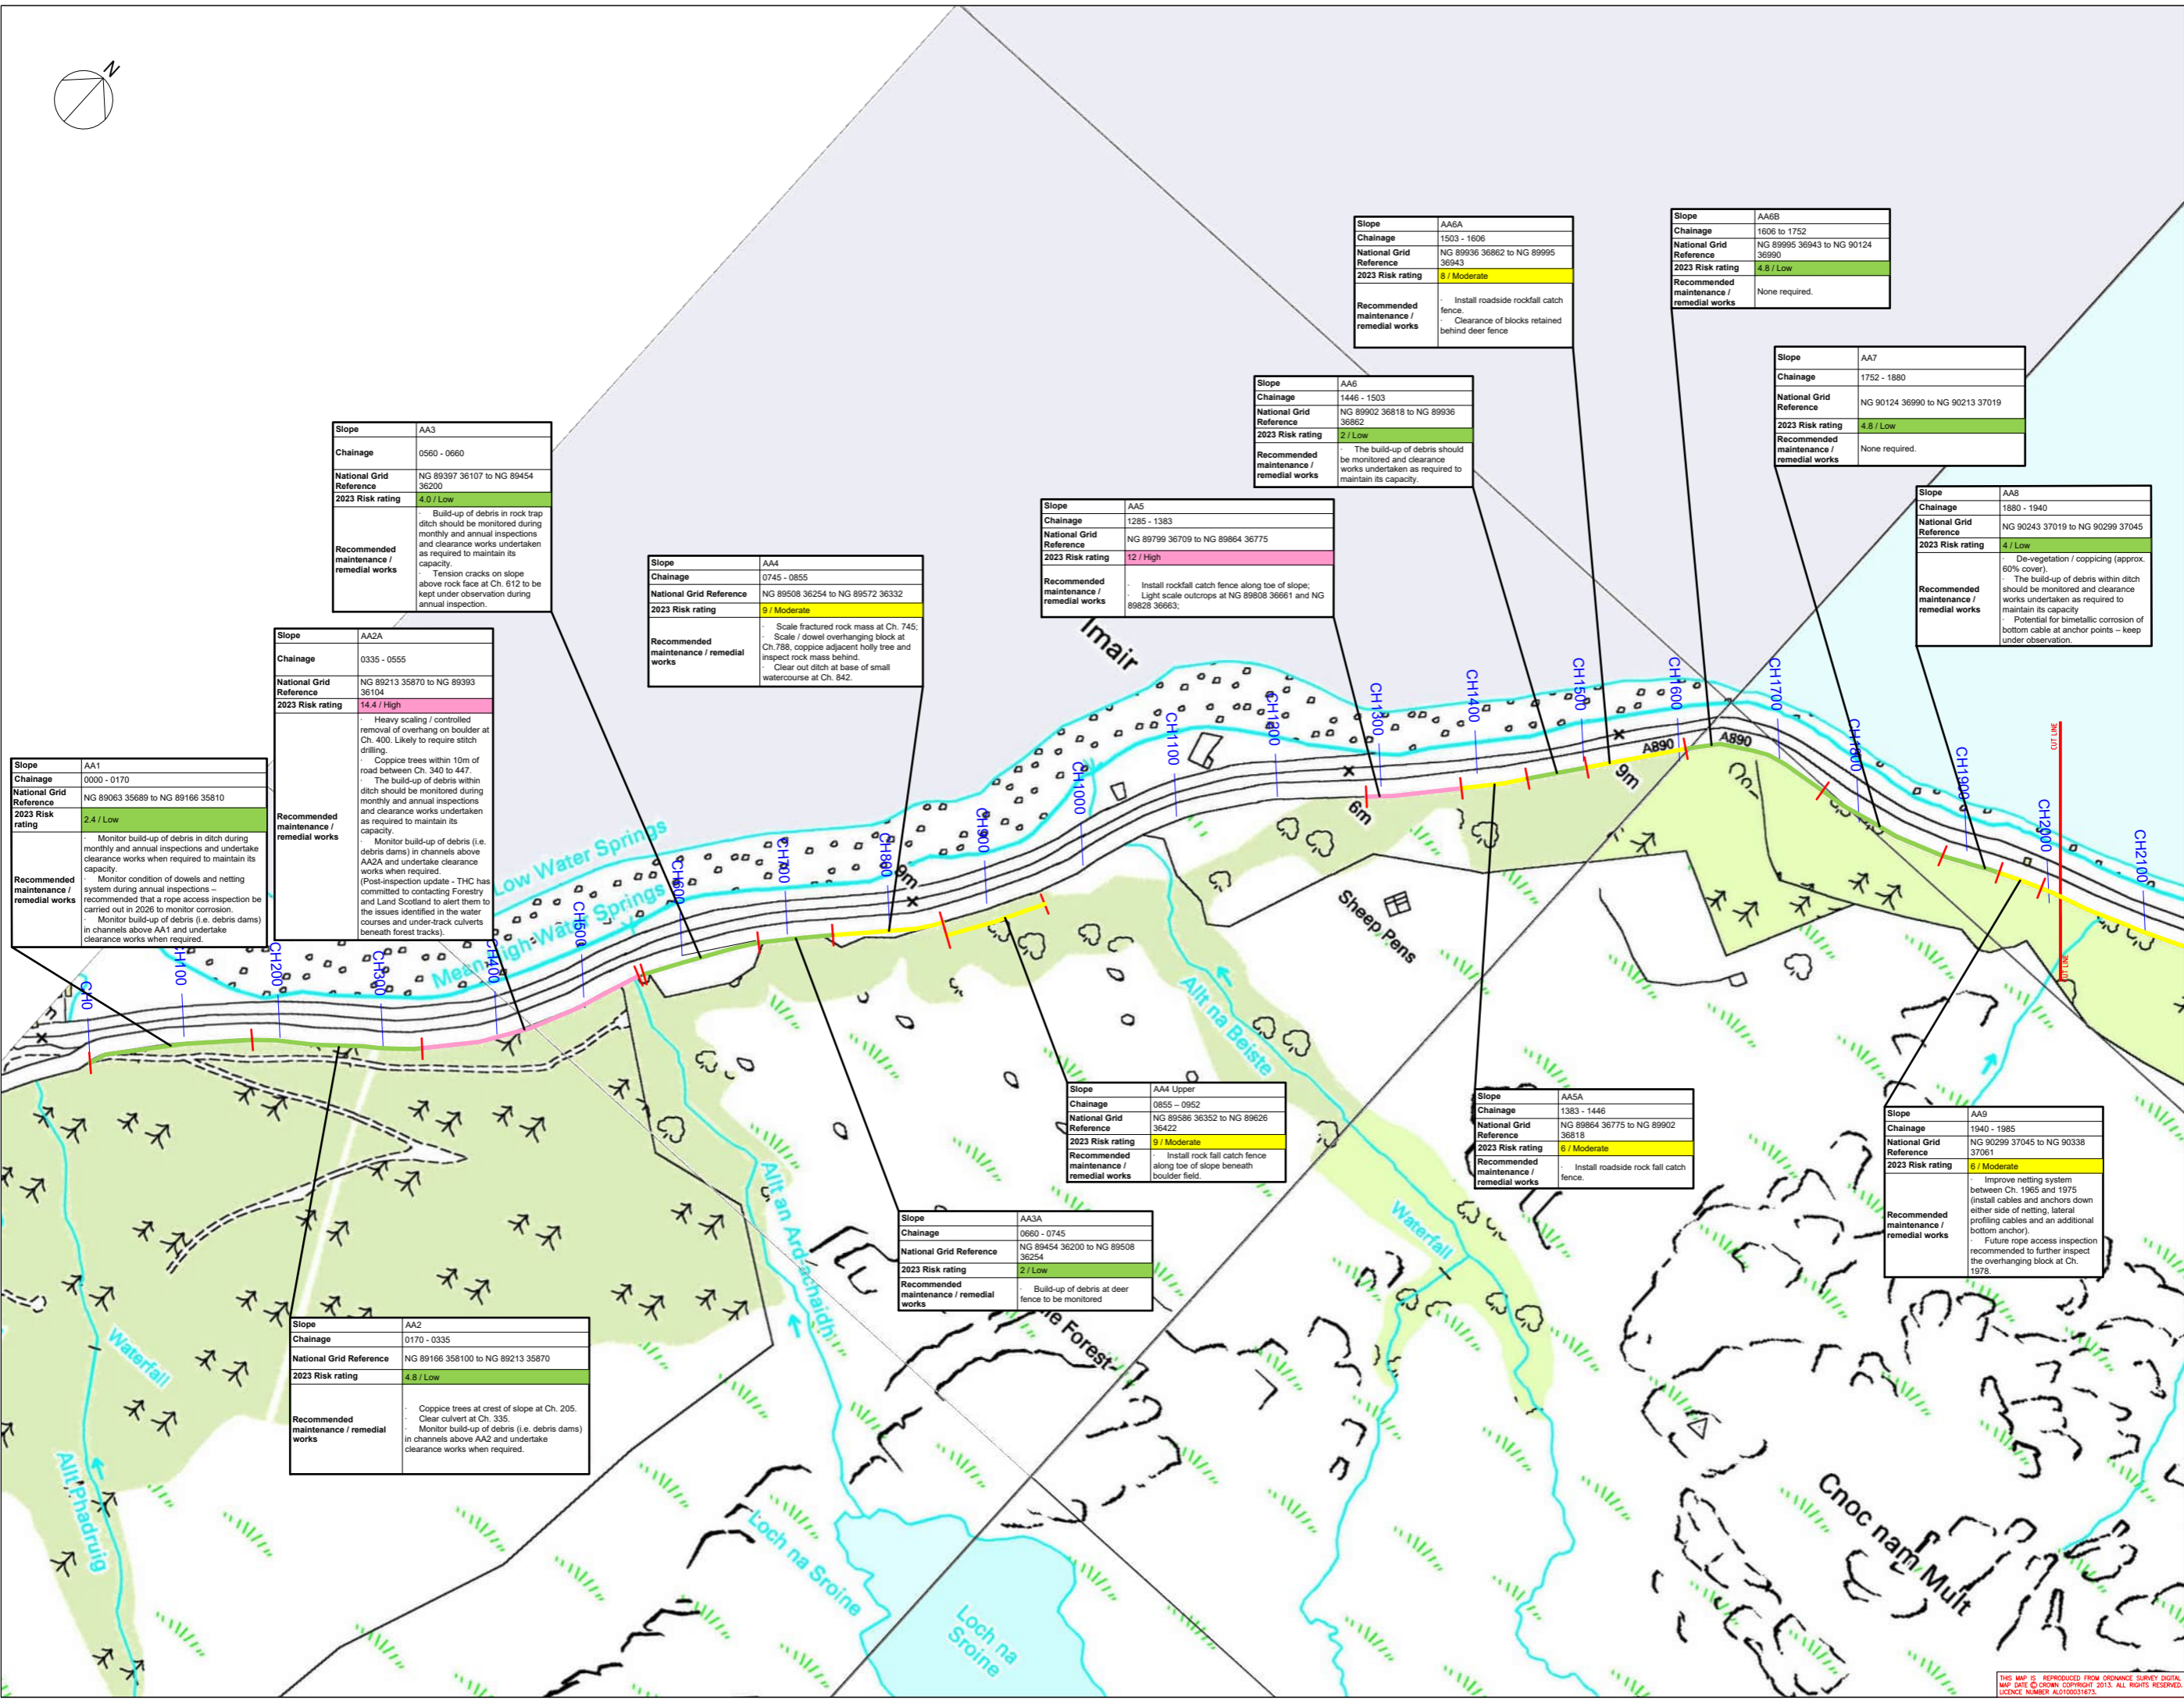 N
Slope AA6B
Chainage 1606 to 1752
National Grid Reference NG 89995 36943 to NG 90124
36990
2023 Risk rating 4.8 / Low
Recommended maintenance / remedial works None required.
Slope AA6A
Chainage 1503 - 1606
National Grid Reference NG 89936 36862 to NG 89995
36943
2023 Risk rating 8 / Moderate
Recommended maintenance / remedial works
· Install roadside rockfall catch
fence.
· Clearance of blocks retained
behind deer fence
Slope AA7
Chainage 1752 - 1880
National Grid Reference NG 90124 36990 to NG 90213 37019
2023 Risk rating 4.8 / Low
Recommended maintenance / remedial works None required.
Slope AA6
Chainage 1446 - 1503
National Grid Reference NG 89902 36818 to NG 89936
36862
2023 Risk rating 2 / Low
Recommended maintenance / remedial works
· The build-up of debris should
be monitored and clearance
works undertaken as required to
maintain its capacity.
Slope AA3
Chainage 0560 - 0660
National Grid Reference NG 89397 36107 to NG 89454
36200
2023 Risk rating 4.0 / Low
Recommended maintenance / remedial works
· Build-up of debris in rock trap
ditch should be monitored during
monthly and annual inspections
and clearance works undertaken
as required to maintain its
capacity.
· Tension cracks on slope
above rock face at Ch. 612 to be
kept under observation during
annual inspection.
Slope AA8
Chainage 1880 - 1940
National Grid Reference NG 90243 37019 to NG 90299 37045
2023 Risk rating 4 / Low
Recommended maintenance / remedial works
· De-vegetation / coppicing (approx.
60% cover).
· The build-up of debris within ditch
should be monitored and clearance
works undertaken as required to
maintain its capacity
· Potential for bimetallic corrosion of
bottom cable at anchor points – keep
under observation.
Slope AA5
Chainage 1285 - 1383
National Grid Reference NG 89799 36709 to NG 89864 36775
2023 Risk rating 12 / High
Recommended maintenance / remedial works
· Install rockfall catch fence along toe of slope;
· Light scale outcrops at NG 89808 36661 and NG
89828 36663;
Slope AA4
Chainage 0745 - 0855
National Grid Reference NG 89508 36254 to NG 89572 36332
2023 Risk rating 9 / Moderate
Recommended maintenance / remedial works
· Scale fractured rock mass at Ch. 745;
· Scale / dowel overhanging block at
Ch.788, coppice adjacent holly tree and
inspect rock mass behind.
· Clear out ditch at base of small
watercourse at Ch. 842.
Slope AA2A
Chainage 0335 - 0555
National Grid Reference NG 89213 35870 to NG 89393
36104
2023 Risk rating 14.4 / High
Recommended maintenance / remedial works
· Heavy scaling / controlled
removal of overhang on boulder at
Ch. 400. Likely to require stitch
drilling.
· Coppice trees within 10m of
road between Ch. 340 to 447.
· The build-up of debris within
ditch should be monitored during
monthly and annual inspections
and clearance works undertaken
as required to maintain its
capacity.
· Monitor build-up of debris (i.e.
debris dams) in channels above
AA2A and undertake clearance
works when required.
(Post-inspection update - THC has
committed to contacting Forestry
and Land Scotland to alert them to
the issues identified in the water
courses and under-track culverts
beneath forest tracks).
Slope AA1
Chainage 0000 - 0170
National Grid Reference NG 89063 35689 to NG 89166 35810
2023 Risk rating 2.4 / Low
Recommended maintenance / remedial works
· Monitor build-up of debris in ditch during
monthly and annual inspections and undertake
clearance works when required to maintain its
capacity.
· Monitor condition of dowels and netting
system during annual inspections –
recommended that a rope access inspection be
carried out in 2026 to monitor corrosion.
· Monitor build-up of debris (i.e. debris dams)
in channels above AA1 and undertake
clearance works when required.
Imair
Low Water Springs
Mean High Water Springs
CH0
CH100
CH200
CH300
CH400
CH500
CH600
CH700
CH800
CH900
CH1000
CH1100
CH1200
CH1300
CH1400
CH1500
CH1600
CH1700
CH1800
CH1900
CH2000
CH2100
9m
6m
9m
A890
A890
CUT LINE
CUT LINE
Sheep Pens
Allt na Beiste
Allt an Ard-achaidh
Waterfall
Waterfall
Allt Phadruig
Forest
Loch na Sroine
Loch na
Sroine
Cnoc nam Mult
Slope AA4 Upper
Chainage 0855 – 0952
National Grid Reference NG 89586 36352 to NG 89626
36422
2023 Risk rating 9 / Moderate
Recommended maintenance / remedial works
· Install rock fall catch fence
along toe of slope beneath
boulder field.
Slope AA5A
Chainage 1383 - 1446
National Grid Reference NG 89864 36775 to NG 89902
36818
2023 Risk rating 6 / Moderate
Recommended maintenance / remedial works
· Install roadside rock fall catch
fence.
Slope AA9
Chainage 1940 - 1985
National Grid Reference NG 90299 37045 to NG 90338
37061
2023 Risk rating 6 / Moderate
Recommended maintenance / remedial works
· Improve netting system
between Ch. 1965 and 1975
(install cables and anchors down
either side of netting, lateral
profiling cables and an additional
bottom anchor).
· Future rope access inspection
recommended to further inspect
the overhanging block at Ch.
1978.
Slope AA3A
Chainage 0660 - 0745
National Grid Reference NG 89454 36200 to NG 89508
36254
2023 Risk rating 2 / Low
Recommended maintenance / remedial works
· Build-up of debris at deer
fence to be monitored
Slope AA2
Chainage 0170 - 0335
National Grid Reference NG 89166 358100 to NG 89213 35870
2023 Risk rating 4.8 / Low
Recommended maintenance / remedial works
· Coppice trees at crest of slope at Ch. 205.
· Clear culvert at Ch. 335.
· Monitor build-up of debris (i.e. debris dams)
in channels above AA2 and undertake
clearance works when required.
THIS MAP IS REPRODUCED FROM ORDNANCE SURVEY DIGITAL
MAP DATE © CROWN COPYRIGHT 2013. ALL RIGHTS RESERVED
LICENCE NUMBER AL0100031673.